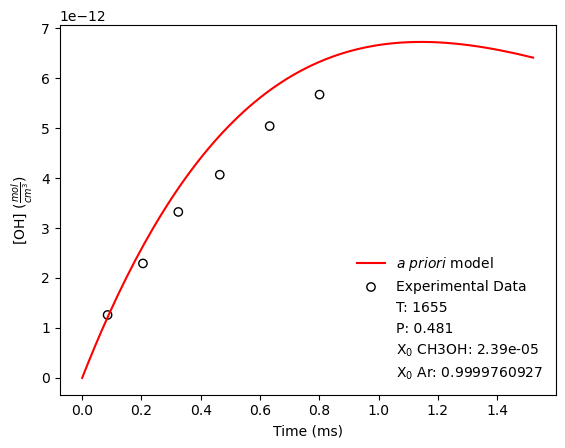 1e−12
7
6
5
4
3
2
1
0
[OH] (mol/cm³)
0.0 0.2 0.4 0.6 0.8 1.0 1.2 1.4
Time (ms)
a priori model
Experimental Data
T: 1655
P: 0.481
X₀ CH3OH: 2.39e-05
X₀ Ar: 0.9999760927